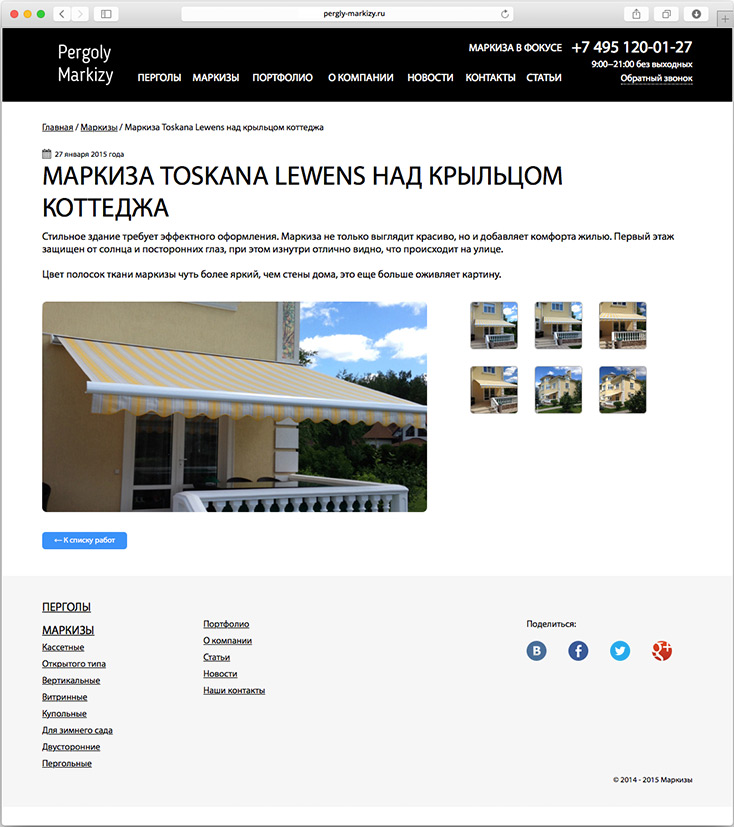 pergly-markizy.ru
Pergoly
Markizy
МАРКИЗА В ФОКУСЕ +7 495 120-01-27
9:00–21:00 без выходных
Обратный звонок
ПЕРГОЛЫ МАРКИЗЫ ПОРТФОЛИО О КОМПАНИИ НОВОСТИ КОНТАКТЫ СТАТЬИ
Главная / Маркизы / Маркиза Toskana Lewens над крыльцом коттеджа
27 января 2015 года
МАРКИЗА TOSKANA LEWENS НАД КРЫЛЬЦОМ
КОТТЕДЖА
Стильное здание требует эффектного оформления. Маркиза не только выглядит красиво, но и добавляет комфорта жилью. Первый этаж
защищен от солнца и посторонних глаз, при этом изнутри отлично видно, что происходит на улице.
Цвет полосок ткани маркизы чуть более яркий, чем стены дома, это еще больше оживляет картину.
← К списку работ
ПЕРГОЛЫ
МАРКИЗЫ
Кассетные
Открытого типа
Вертикальные
Витринные
Купольные
Для зимнего сада
Двусторонние
Пергольные
Портфолио
О компании
Статьи
Новости
Наши контакты
Поделиться:
B f g+
© 2014 - 2015 Маркизы